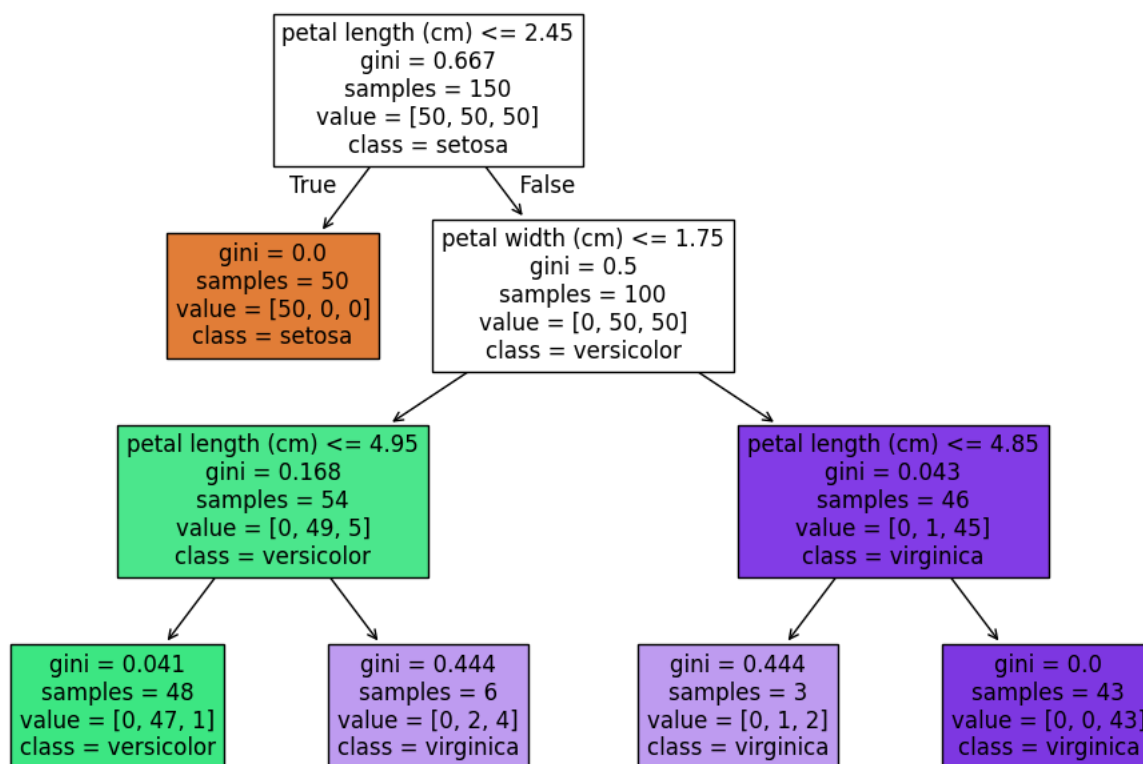 petal length (cm) <= 2.45
gini = 0.667
samples = 150
value = [50, 50, 50]
class = setosa
True
False
gini = 0.0
samples = 50
value = [50, 0, 0]
class = setosa
petal width (cm) <= 1.75
gini = 0.5
samples = 100
value = [0, 50, 50]
class = versicolor
petal length (cm) <= 4.95
gini = 0.168
samples = 54
value = [0, 49, 5]
class = versicolor
petal length (cm) <= 4.85
gini = 0.043
samples = 46
value = [0, 1, 45]
class = virginica
gini = 0.041
samples = 48
value = [0, 47, 1]
class = versicolor
gini = 0.444
samples = 6
value = [0, 2, 4]
class = virginica
gini = 0.444
samples = 3
value = [0, 1, 2]
class = virginica
gini = 0.0
samples = 43
value = [0, 0, 43]
class = virginica